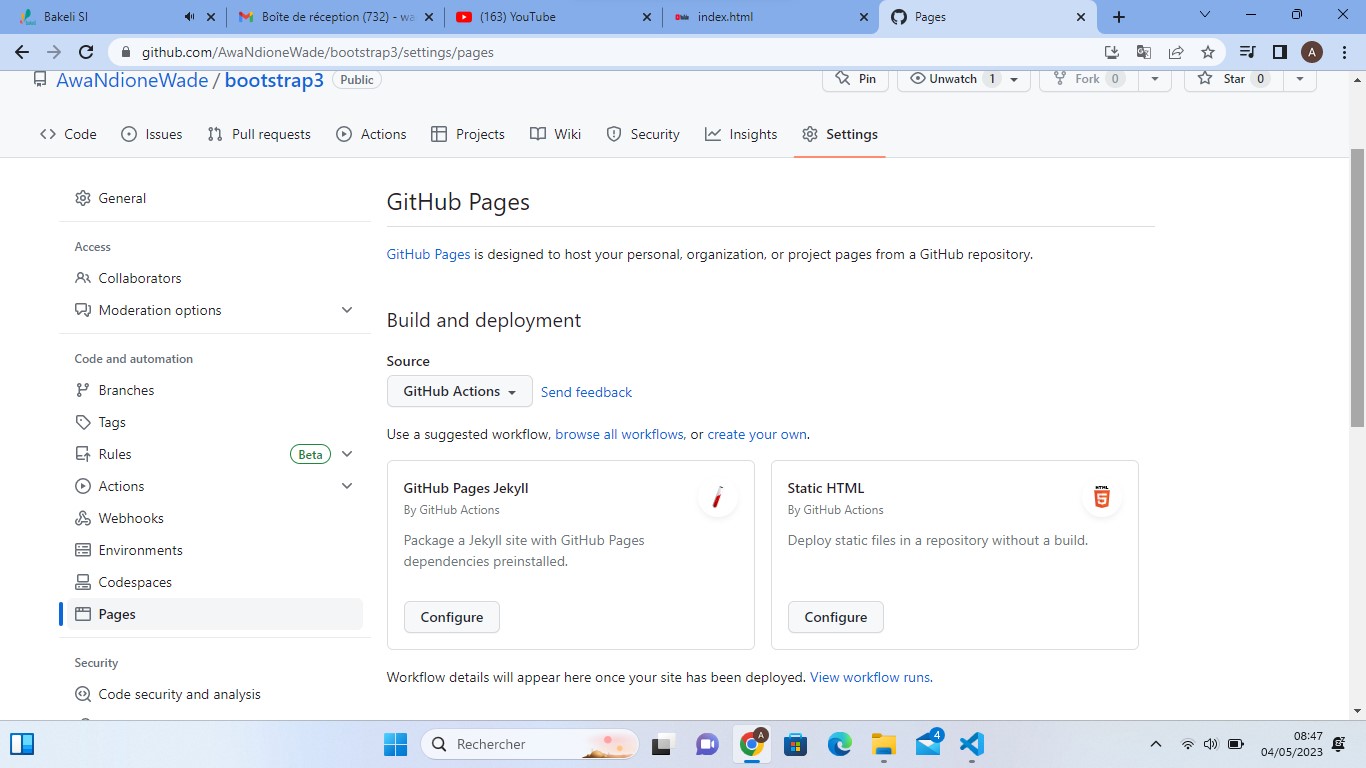 Bakeli SI
Boîte de réception (732) - wa
(163) YouTube
index.html
Pages
github.com/AwaNdioneWade/bootstrap3/settings/pages
A
AwaNdioneWade / bootstrap3 Public
Pin
Unwatch 1
Fork 0
Star 0
Code
Issues
Pull requests
Actions
Projects
Wiki
Security
Insights
Settings
General
Access
Collaborators
Moderation options
Code and automation
Branches
Tags
Rules Beta
Actions
Webhooks
Environments
Codespaces
Pages
Security
Code security and analysis
GitHub Pages
GitHub Pages is designed to host your personal, organization, or project pages from a GitHub repository.
Build and deployment
Source
GitHub Actions Send feedback
Use a suggested workflow, browse all workflows, or create your own.
GitHub Pages Jekyll
By GitHub Actions
Package a Jekyll site with GitHub Pages
dependencies preinstalled.
Configure
Static HTML
HTML
5
By GitHub Actions
Deploy static files in a repository without a build.
Configure
Workflow details will appear here once your site has been deployed. View workflow runs.
Rechercher
A
4
08:47
04/05/2023